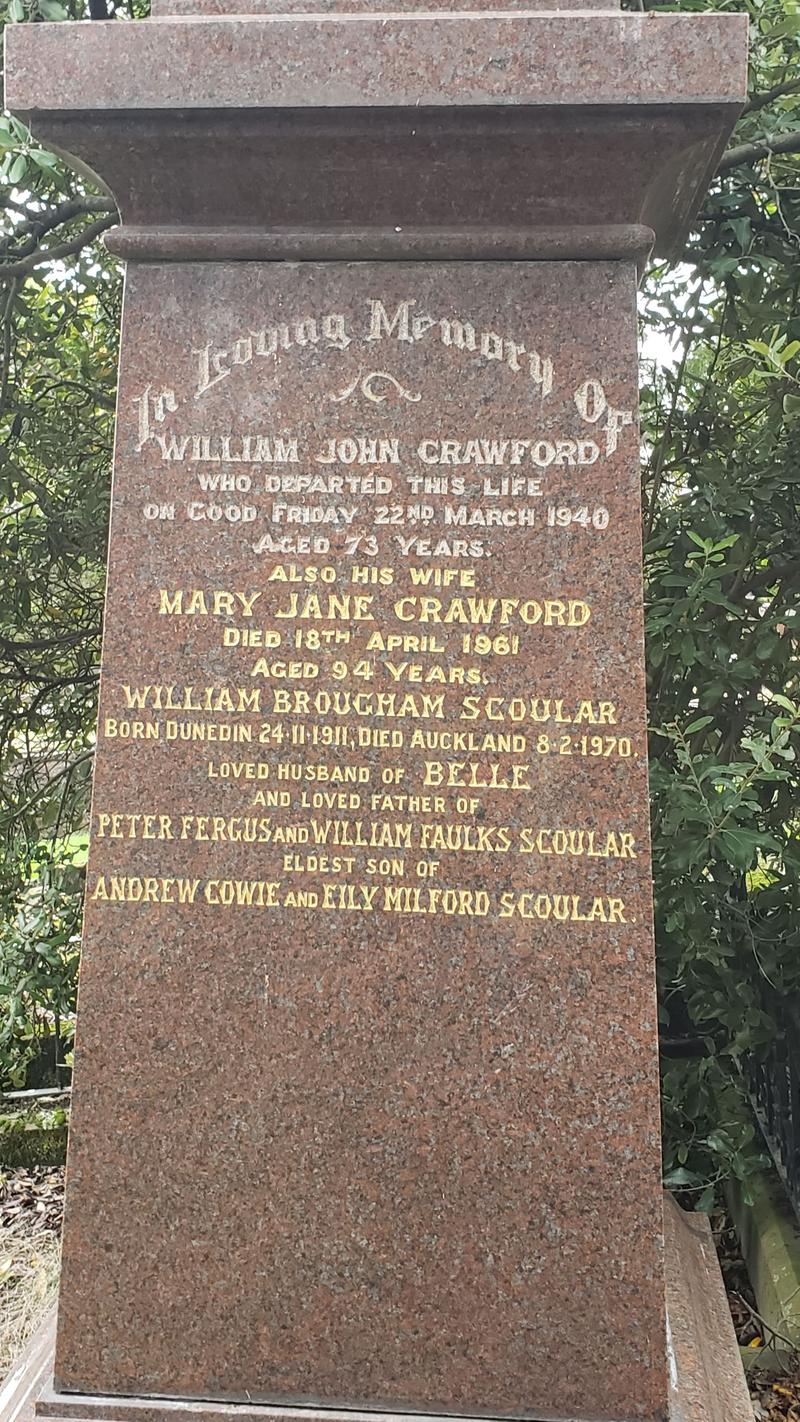 In Loving Memory Of
WILLIAM JOHN CRAWFORD
WHO DEPARTED THIS LIFE
ON GOOD FRIDAY 22ND MARCH 1940
AGED 73 YEARS.
ALSO HIS WIFE
MARY JANE CRAWFORD
DIED 18TH APRIL 1961
AGED 94 YEARS.
WILLIAM BROUGHAM SCOULAR
BORN DUNEDIN 24·11·1911, DIED AUCKLAND 8·2·1970.
LOVED HUSBAND OF BELLE
AND LOVED FATHER OF
PETER FERGUS AND WILLIAM FAULKS SCOULAR
ELDEST SON OF
ANDREW COWIE AND EILY MILFORD SCOULAR.